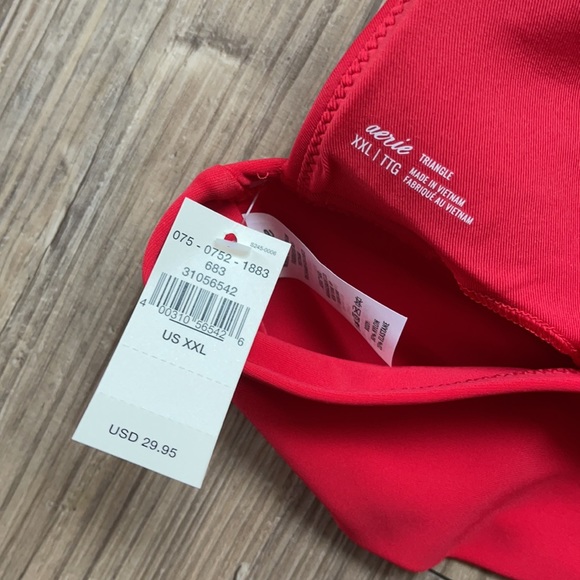 aerie TRIANGLE
XXL | TTG MADE IN VIETNAM
FABRIQUÉ AU VIETNAM
075 - 0752 - 1883
683
31056542
4 00310 56542 6
US XXL
USD 29.95